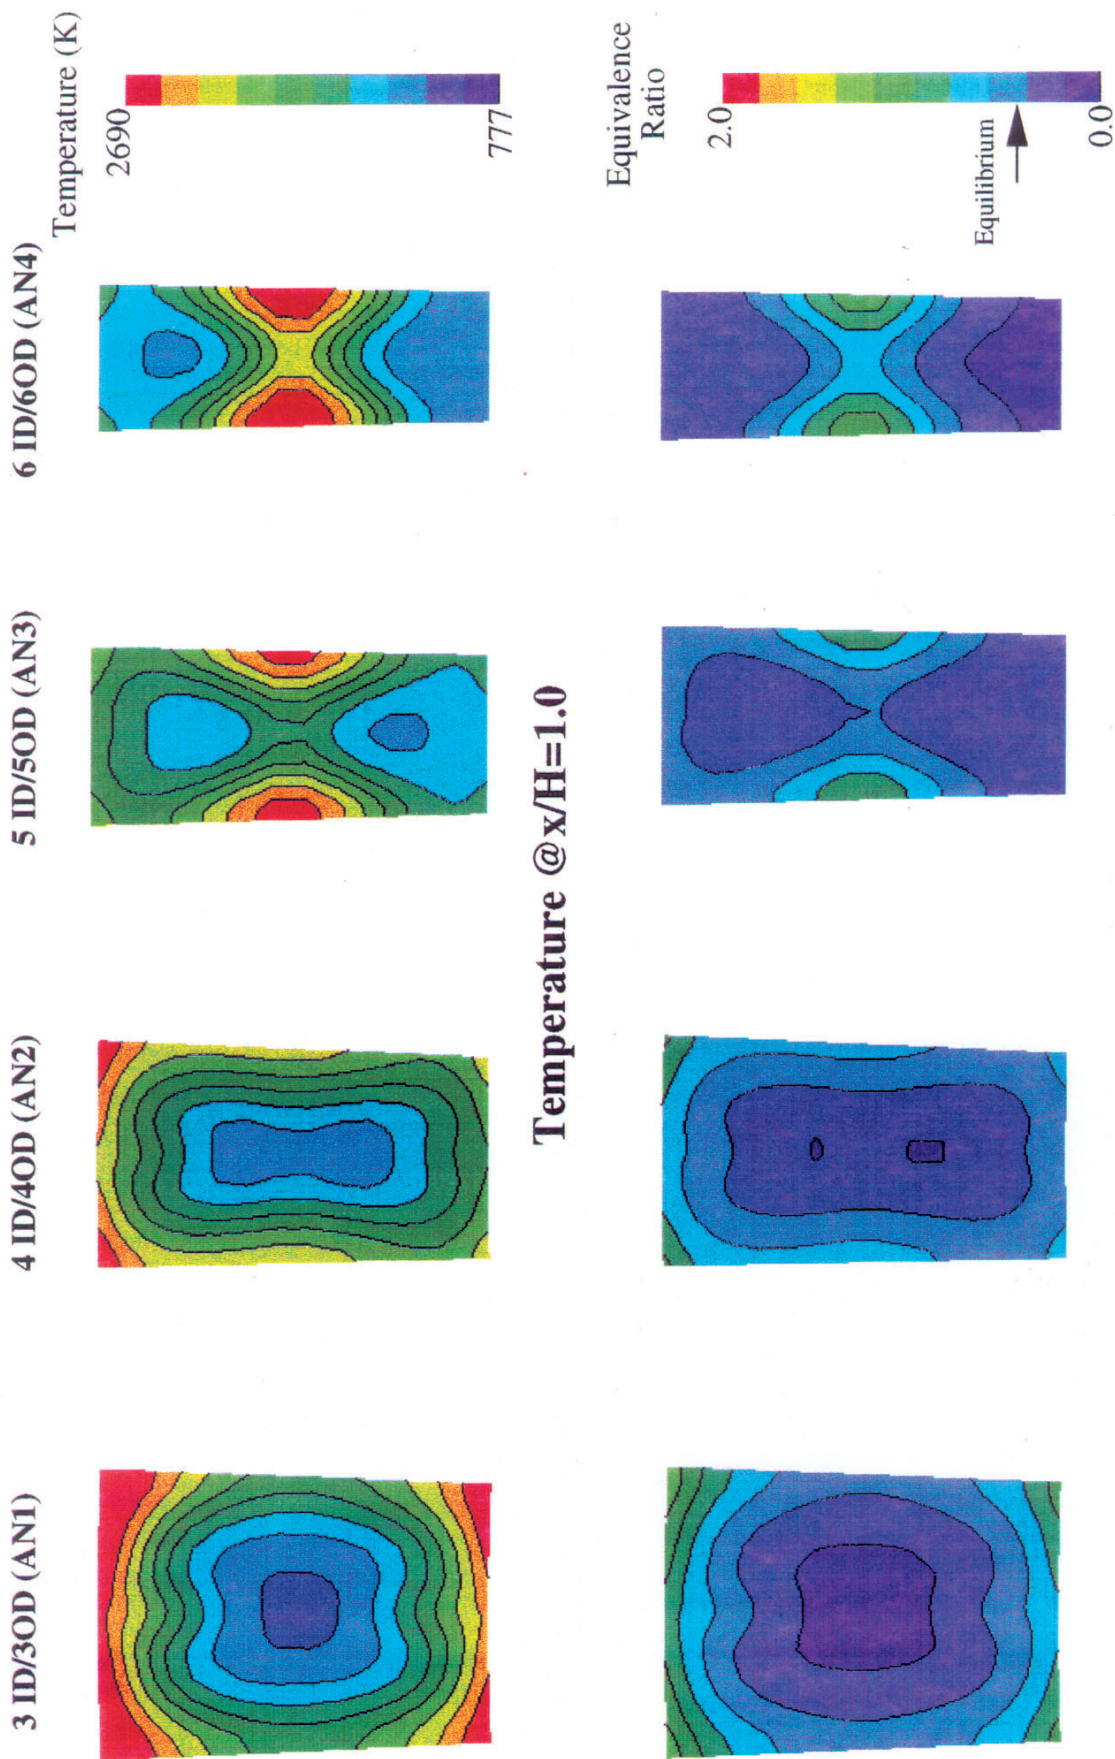 3 ID/3OD (AN1)
4 ID/4OD (AN2)
5 ID/5OD (AN3)
6 ID/6OD (AN4)
Temperature (K)
2690
777
Temperature @x/H=1.0
Equivalence
Ratio
2.0
Equilibrium
0.0